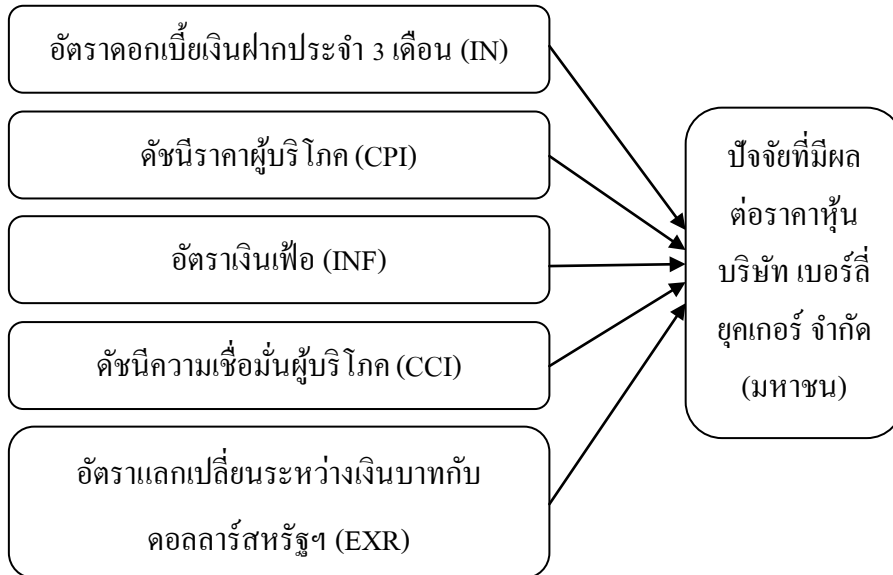 อัตราดอกเบี้ยเงินฝากประจำ 3 เดือน (IN)
ดัชนีราคาผู้บริโภค (CPI)
อัตราเงินเฟ้อ (INF)
ดัชนีความเชื่อมั่นผู้บริโภค (CCI)
อัตราแลกเปลี่ยนระหว่างเงินบาทกับ
ดอลลาร์สหรัฐฯ (EXR)
ปัจจัยที่มีผล
ต่อราคาหุ้น
บริษัท เบอร์ลี่
ยุคเกอร์ จำกัด
(มหาชน)